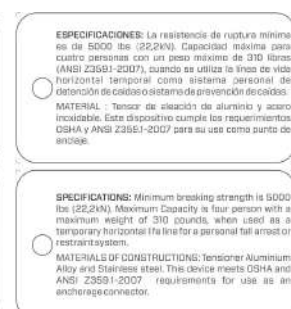 ESPECIFICACIONES: La resistencia de ruptura mínima
es de 5000 lbs (22,2kN). Capacidad máxima para
cuatro personas con un peso máximo de 310 libras
(ANSI Z359.1-2007), cuando se utiliza la línea de vida
horizontal temporal como sistema personal de
detención de caídas o sistema de prevención de caídas.
MATERIAL : Tensor de aleación de aluminio y acero
inoxidable. Este dispositivo cumple los requerimientos
OSHA y ANSI Z359.1-2007 para su uso como punto de
anclaje.
SPECIFICATIONS: Minimum breaking strength is 5000
lbs (22,2kN). Maximum Capacity is four person with a
maximum weight of 310 pounds, when used as a
temporary horizontal life line for a personal fall arrest or
restraint system.
MATERIALS OF CONSTRUCTIONS: Tensioner Aluminium
Alloy and Stainless steel. This device meets OSHA and
ANSI Z359.1-2007 requirements for use as an
anchorage connector.